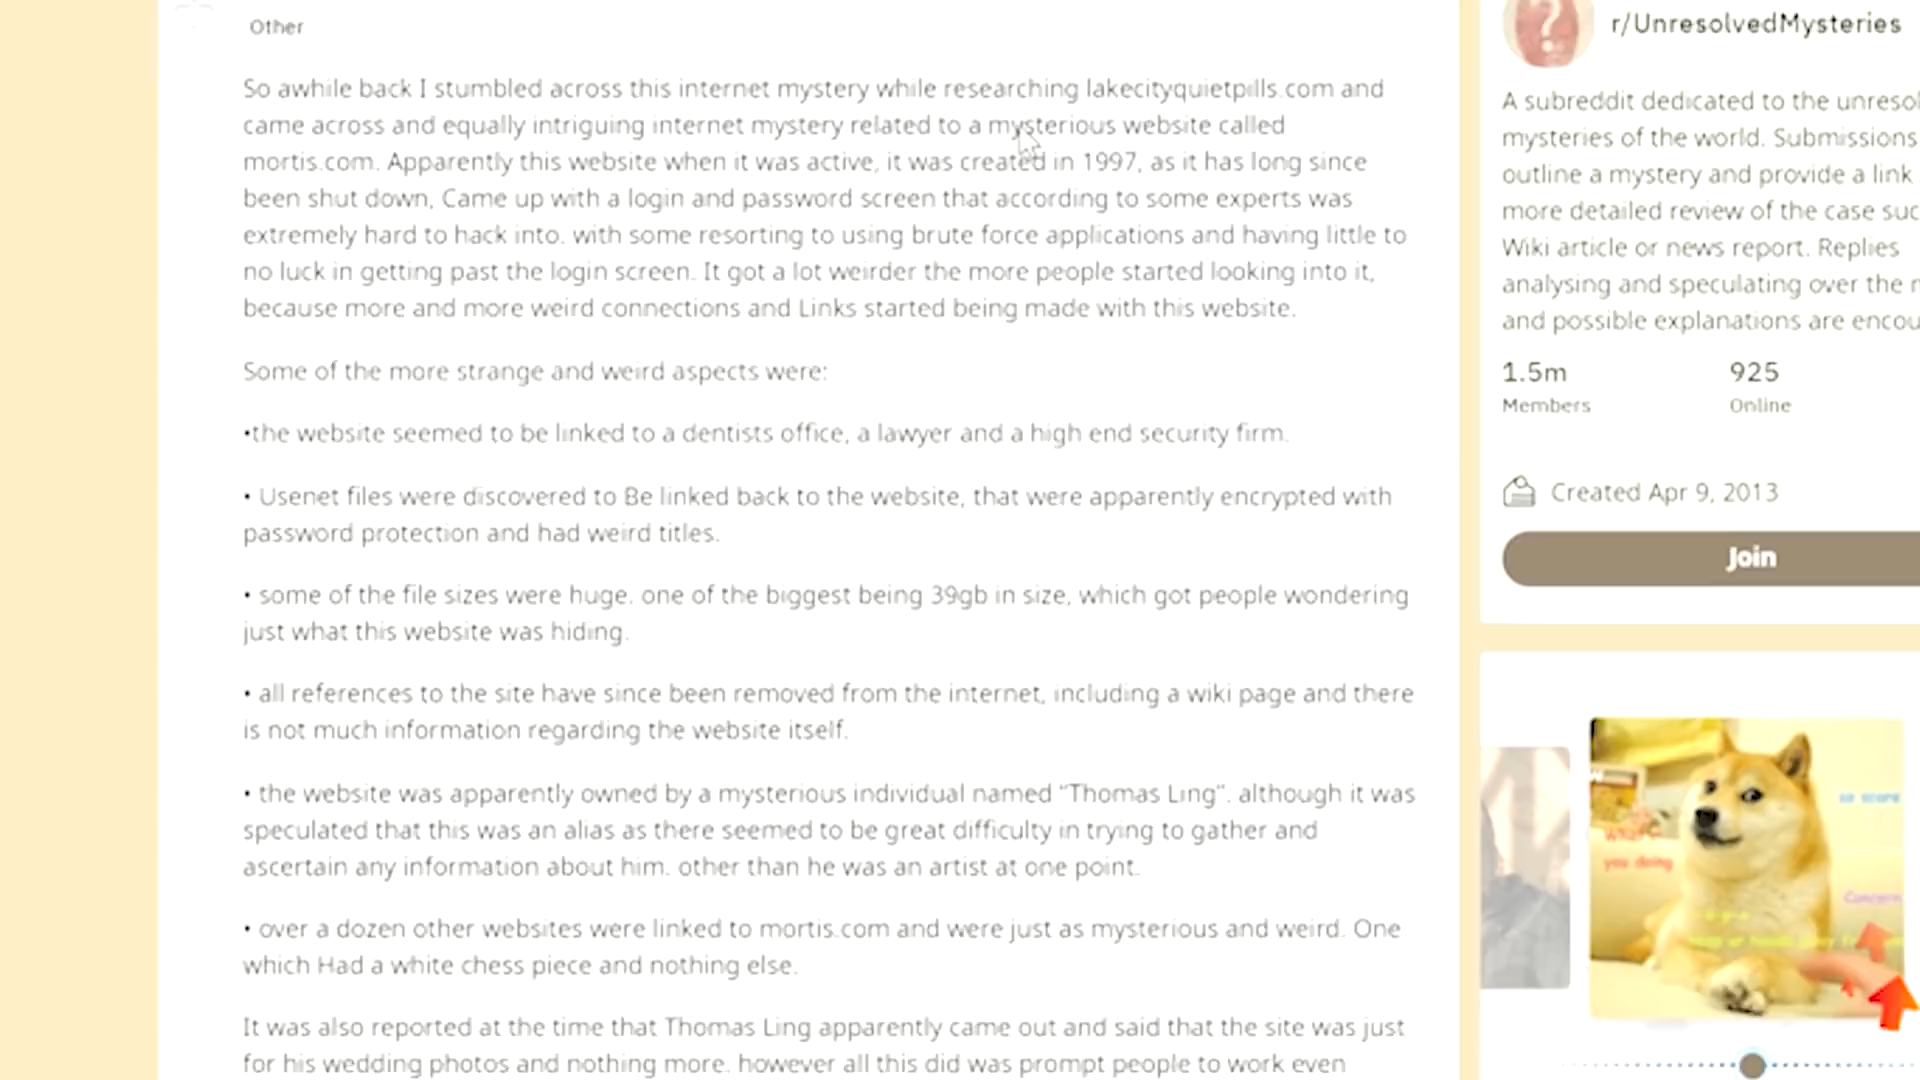 Other
So awhile back I stumbled across this internet mystery while researching lakecityquietpills.com and
came across and equally intriguing internet mystery related to a mysterious website called
mortis.com. Apparently this website when it was active, it was created in 1997, as it has long since
been shut down, Came up with a login and password screen that according to some experts was
extremely hard to hack into. with some resorting to using brute force applications and having little to
no luck in getting past the login screen. It got a lot weirder the more people started looking into it,
because more and more weird connections and Links started being made with this website.
Some of the more strange and weird aspects were:
•the website seemed to be linked to a dentists office, a lawyer and a high end security firm.
• Usenet files were discovered to Be linked back to the website, that were apparently encrypted with
password protection and had weird titles.
• some of the file sizes were huge. one of the biggest being 39gb in size, which got people wondering
just what this website was hiding.
• all references to the site have since been removed from the internet, including a wiki page and there
is not much information regarding the website itself.
• the website was apparently owned by a mysterious individual named "Thomas Ling". although it was
speculated that this was an alias as there seemed to be great difficulty in trying to gather and
ascertain any information about him. other than he was an artist at one point.
• over a dozen other websites were linked to mortis.com and were just as mysterious and weird. One
which Had a white chess piece and nothing else.
It was also reported at the time that Thomas Ling apparently came out and said that the site was just
for his wedding photos and nothing more. however all this did was prompt people to work even
r/UnresolvedMysteries
A subreddit dedicated to the unresol
mysteries of the world. Submissions
outline a mystery and provide a link
more detailed review of the case suc
Wiki article or news report. Replies
analysing and speculating over the
and possible explanations are encou
1.5m
Members
925
Online
Created Apr 9, 2013
Join
you doing
Concern